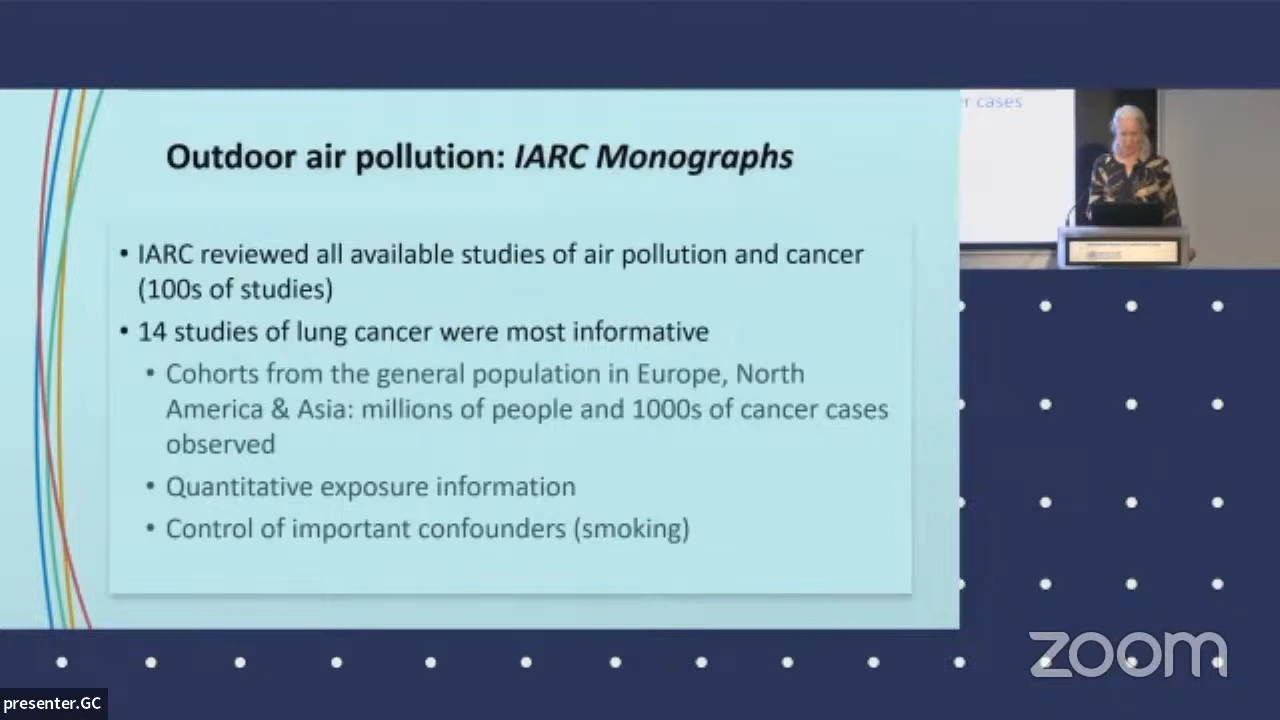 Outdoor air pollution: IARC Monographs
• IARC reviewed all available studies of air pollution and cancer
(100s of studies)
• 14 studies of lung cancer were most informative
• Cohorts from the general population in Europe, North
America & Asia: millions of people and 1000s of cancer cases
observed
• Quantitative exposure information
• Control of important confounders (smoking)
cases
zoom
presenter.GC